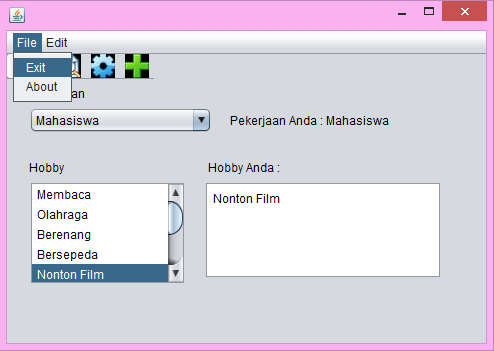 File Edit
Exit
About
Mahasiswa
Pekerjaan Anda : Mahasiswa
Hobby
Hobby Anda :
Membaca
Olahraga
Berenang
Bersepeda
Nonton Film
Nonton Film